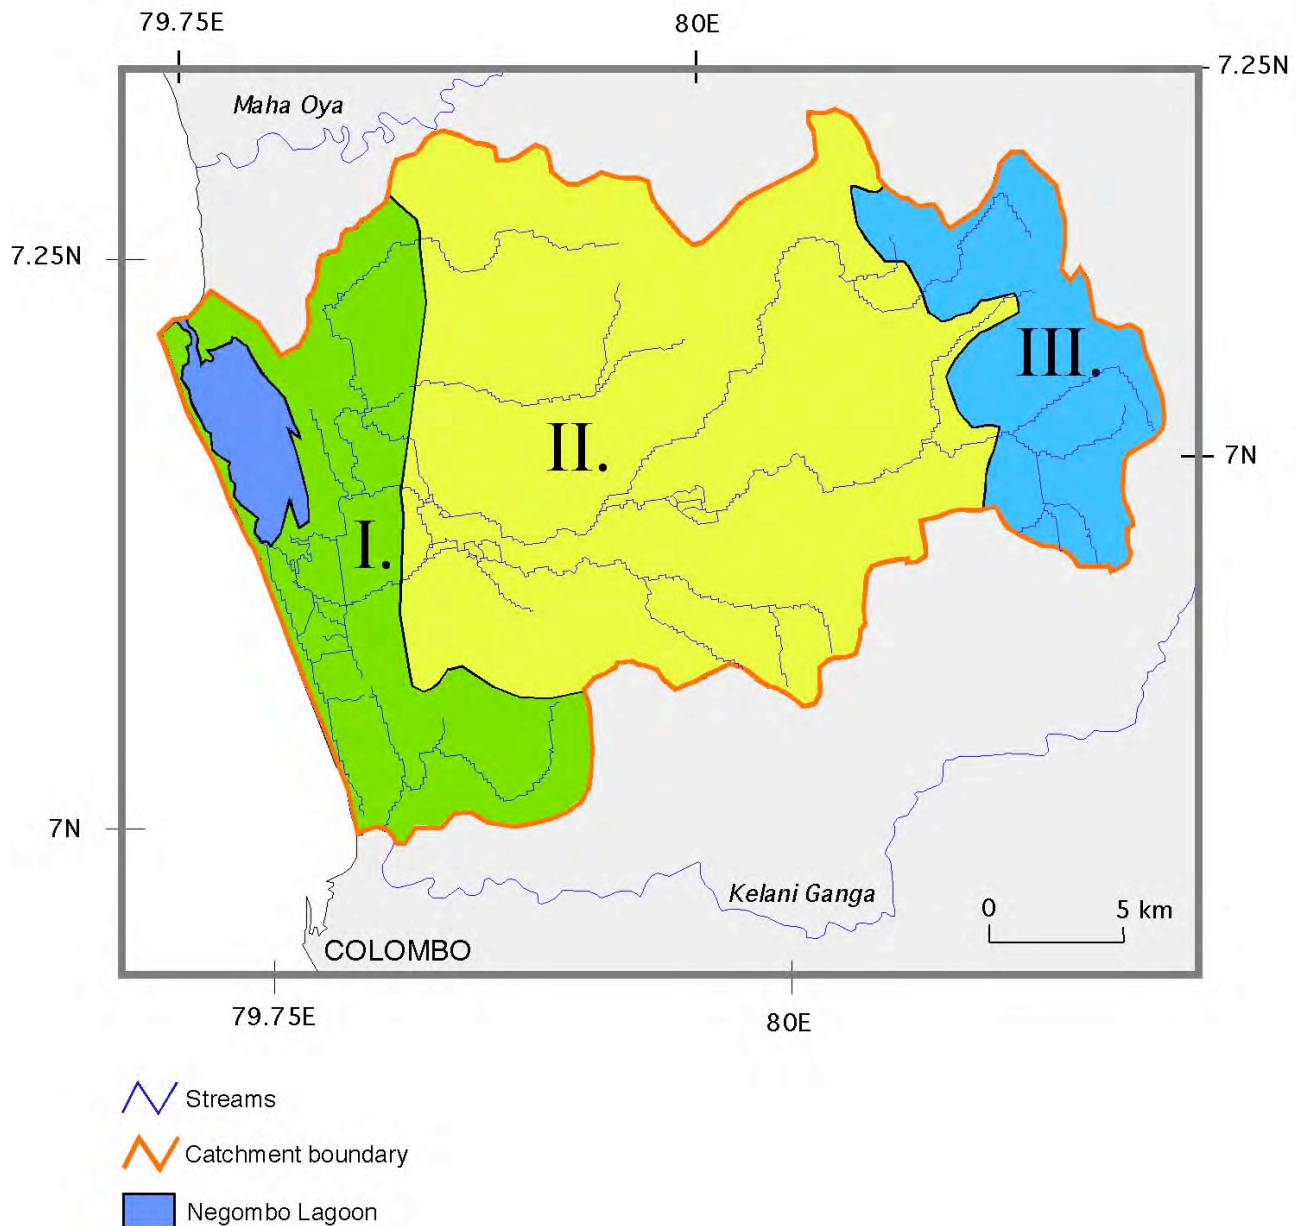 79.75E
80E
7.25N
Maha Oya
7.25N
III.
II.
7N
I.
7N
Kelani Ganga
0
5 km
COLOMBO
79.75E
80E
Streams
Catchment boundary
Negombo Lagoon